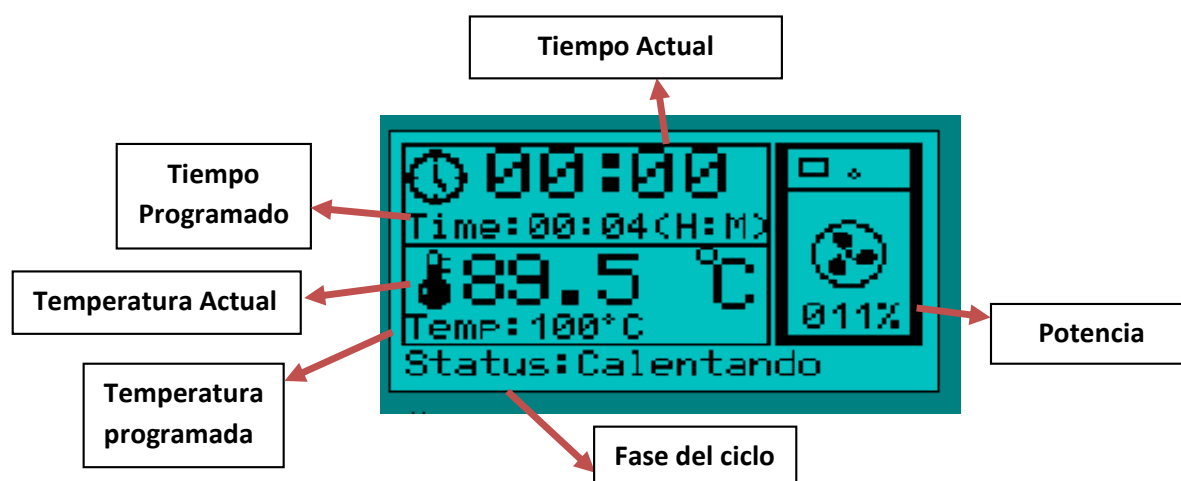 Tiempo Actual
Tiempo
Programado
00:00
Time:00:04(H:M)
Temperatura Actual
89.5 °C
Temp:100°C
011%
Potencia
Status:Calentando
Temperatura
programada
Fase del ciclo